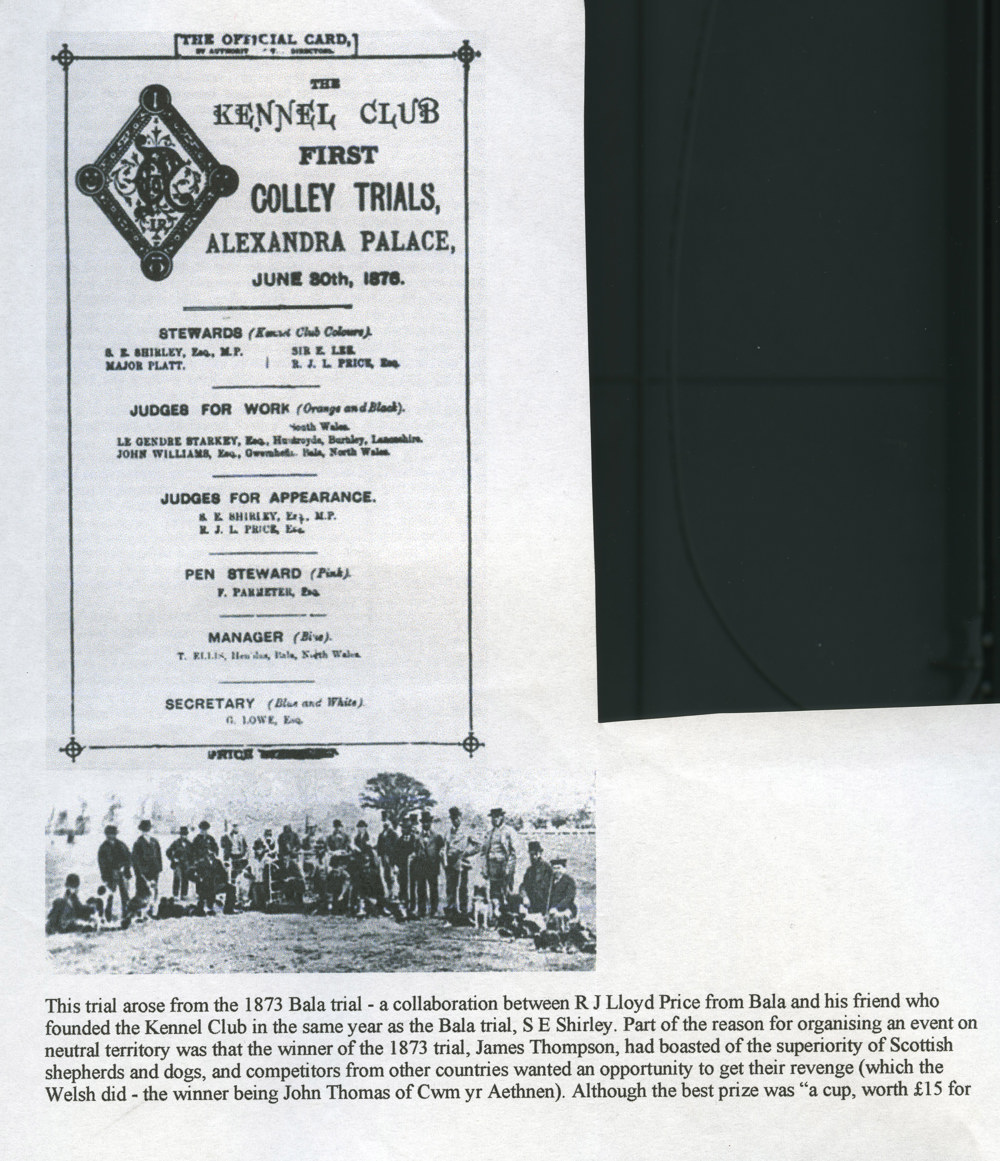 THE OFFICIAL CARD,
BY AUTHORITY DIRECTORS.
THE
KENNEL CLUB
FIRST
COLLEY TRIALS,
ALEXANDRA PALACE,
JUNE 30th, 1876.
STEWARDS (Kennel Club Colours).
S. E. SHIRLEY, Esq., M.P.
MAJOR PLATT.
SIR E. LEE.
R. J. L. PRICE, Esq.
JUDGES FOR WORK (Orange and Black).
North Wales.
LE GENDRE STARKEY, Esq., Huntroyde, Burnley, Lancashire.
JOHN WILLIAMS, Esq., Bala, North Wales.
JUDGES FOR APPEARANCE.
S. E. SHIRLEY, Esq., M.P.
R. J. L. PRICE, Esq.
PEN STEWARD (Pink).
F. PARMETER, Esq.
MANAGER
T. ELLIS, Bala, North Wales.
SECRETARY (Blue and White).
G. LOWE, Esq.
PRICE
This trial arose from the 1873 Bala trial - a collaboration between R J Lloyd Price from Bala and his friend who
founded the Kennel Club in the same year as the Bala trial, S E Shirley. Part of the reason for organising an event on
neutral territory was that the winner of the 1873 trial, James Thompson, had boasted of the superiority of Scottish
shepherds and dogs, and competitors from other countries wanted an opportunity to get their revenge (which the
Welsh did - the winner being John Thomas of Cwm yr Aethnen). Although the best prize was “a cup, worth £15 for